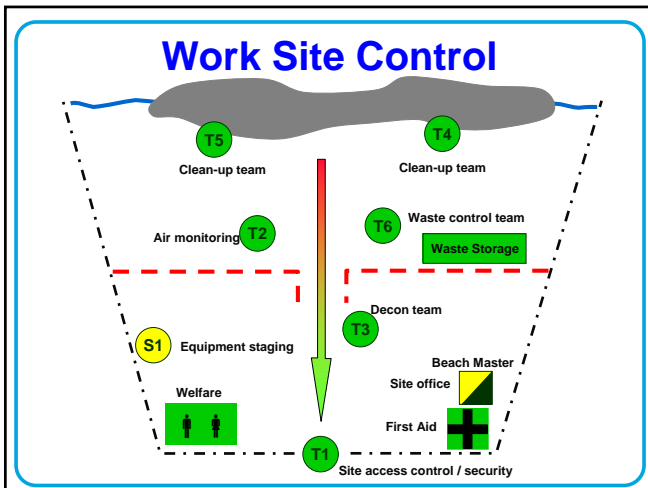 Work Site Control
T5
T4
Clean-up team
Clean-up team
T2
Air monitoring
T6
Waste control team
Waste Storage
Decon team
T3
S1
Equipment staging
Beach Master
Site office
Welfare
First Aid
T1
Site access control / security